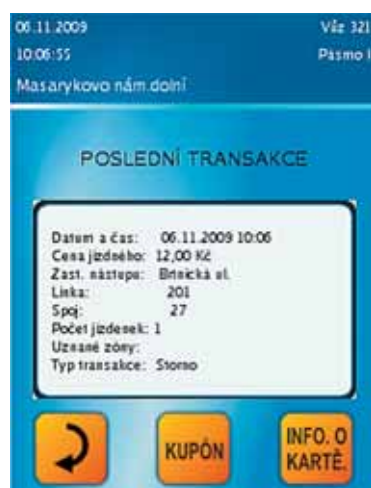 06.11.2009 Vůz 321
10:06:55 Pásmo I
Masarykovo nám.dolní
POSLEDNÍ TRANSAKCE
Datum a čas: 06.11.2009 10:06
Cena jízdného: 12,00 Kč
Zast. nástupu: Brtnická ul.
Linka: 201
Spoj: 27
Počet jízdenek: 1
Uznané zóny:
Typ transakce: Storno
KUPÓN
INFO. O
KARTĚ.